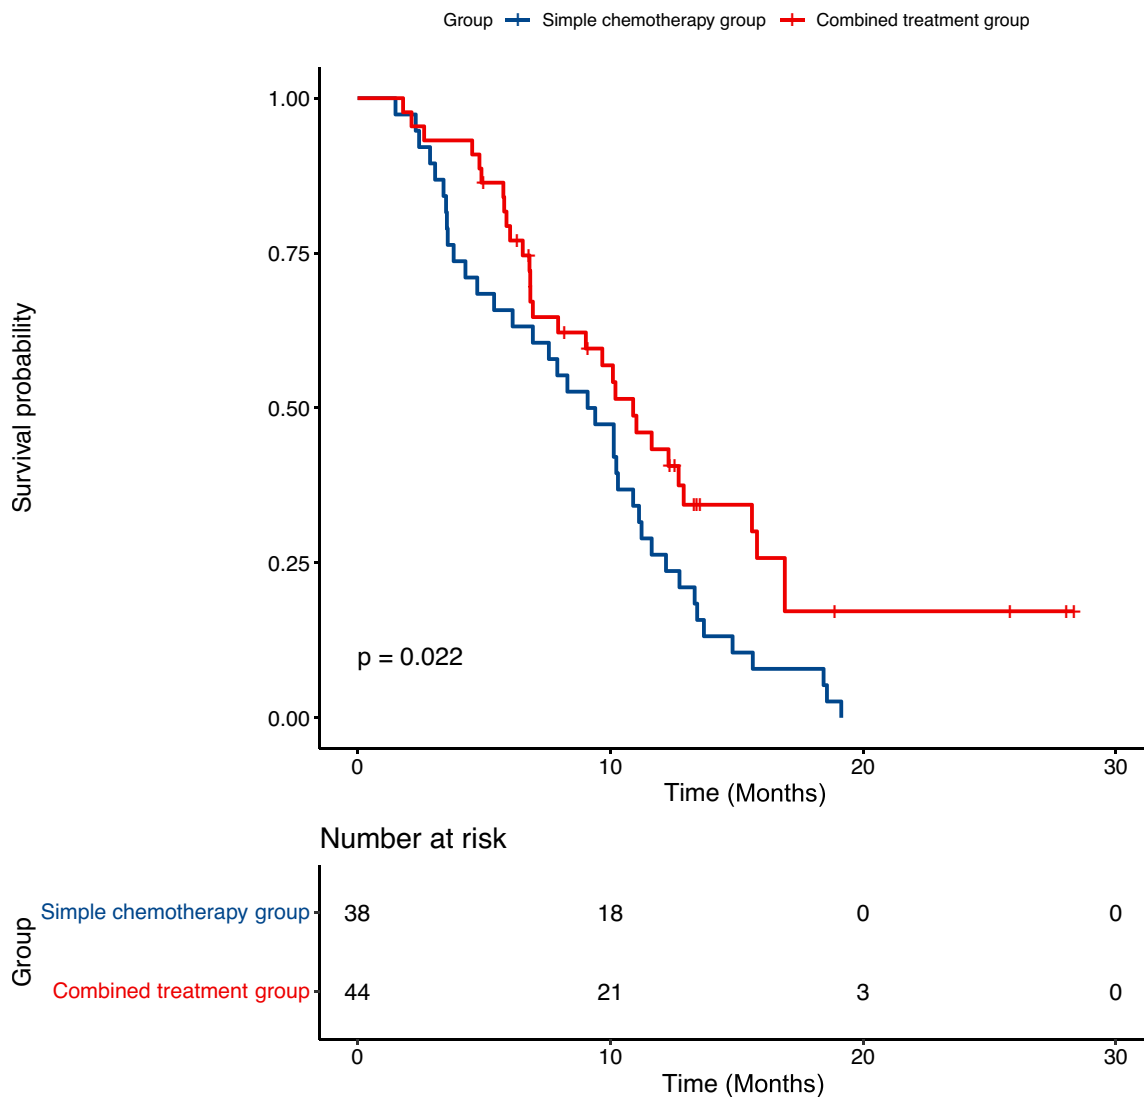 Group Simple chemotherapy group Combined treatment group
Survival probability
1.00
0.75
0.50
0.25
0.00
p = 0.022
0 10 20 30
Time (Months)
Number at risk
Group
Simple chemotherapy group 38 18 0 0
Combined treatment group 44 21 3 0
0 10 20 30
Time (Months)